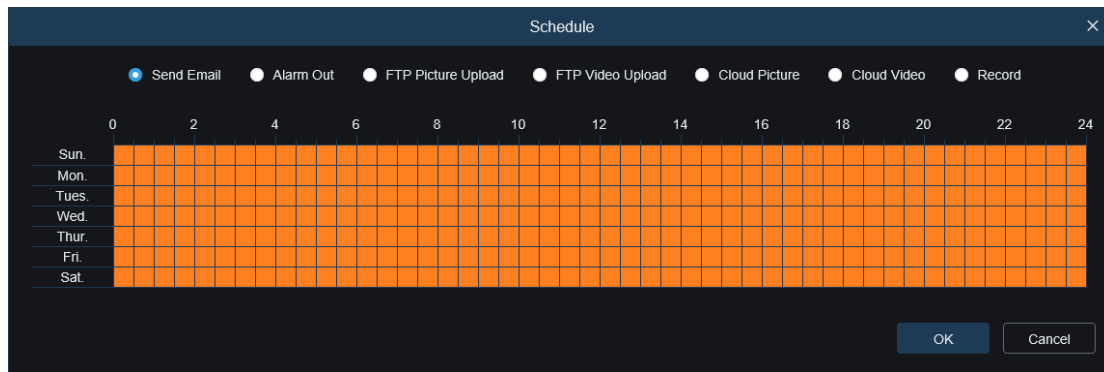 Schedule
Send Email Alarm Out FTP Picture Upload FTP Video Upload Cloud Picture Cloud Video Record
0 2 4 6 8 10 12 14 16 18 20 22 24
Sun.
Mon.
Tues.
Wed.
Thur.
Fri.
Sat.
OK Cancel